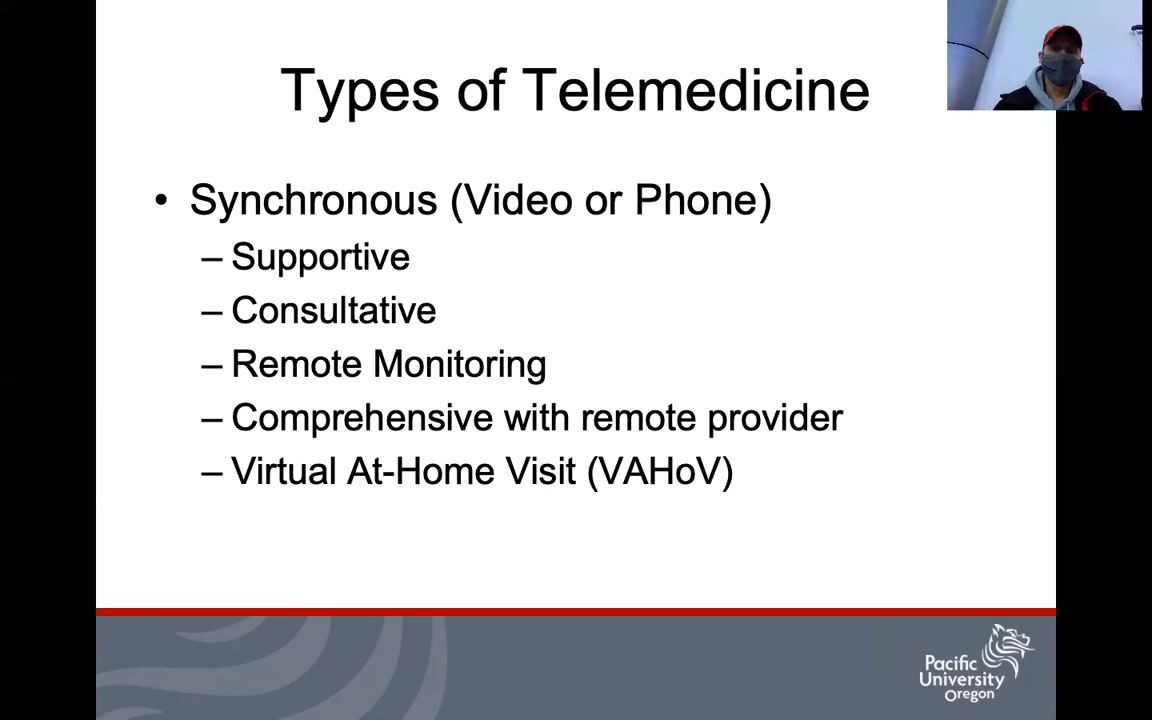 Types of Telemedicine
• Synchronous (Video or Phone)
– Supportive
– Consultative
– Remote Monitoring
– Comprehensive with remote provider
– Virtual At-Home Visit (VAHoV)
Pacific
University
Oregon